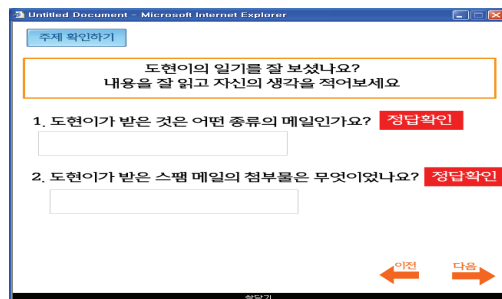 Untitled Document - Microsoft Internet Explorer
주제 확인하기
도현이의 일기를 잘 보셨나요?
내용을 잘 읽고 자신의 생각을 적어보세요
1. 도현이가 받은 것은 어떤 종류의 메일인가요? 정답확인
2. 도현이가 받은 스팸 메일의 첨부물은 무엇이었나요? 정답확인
이전 다음
창닫기